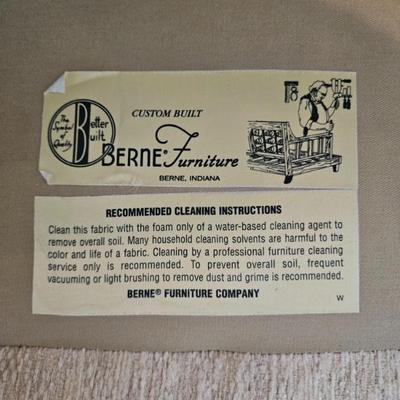 The Symbol of Quality
Better Built
CUSTOM BUILT
BERNE® Furniture
BERNE, INDIANA
RECOMMENDED CLEANING INSTRUCTIONS
Clean this fabric with the foam only of a water-based cleaning agent to
remove overall soil. Many household cleaning solvents are harmful to the
color and life of a fabric. Cleaning by a professional furniture cleaning
service only is recommended. To prevent overall soil, frequent
vacuuming or light brushing to remove dust and grime is recommended.
BERNE® FURNITURE COMPANY
W